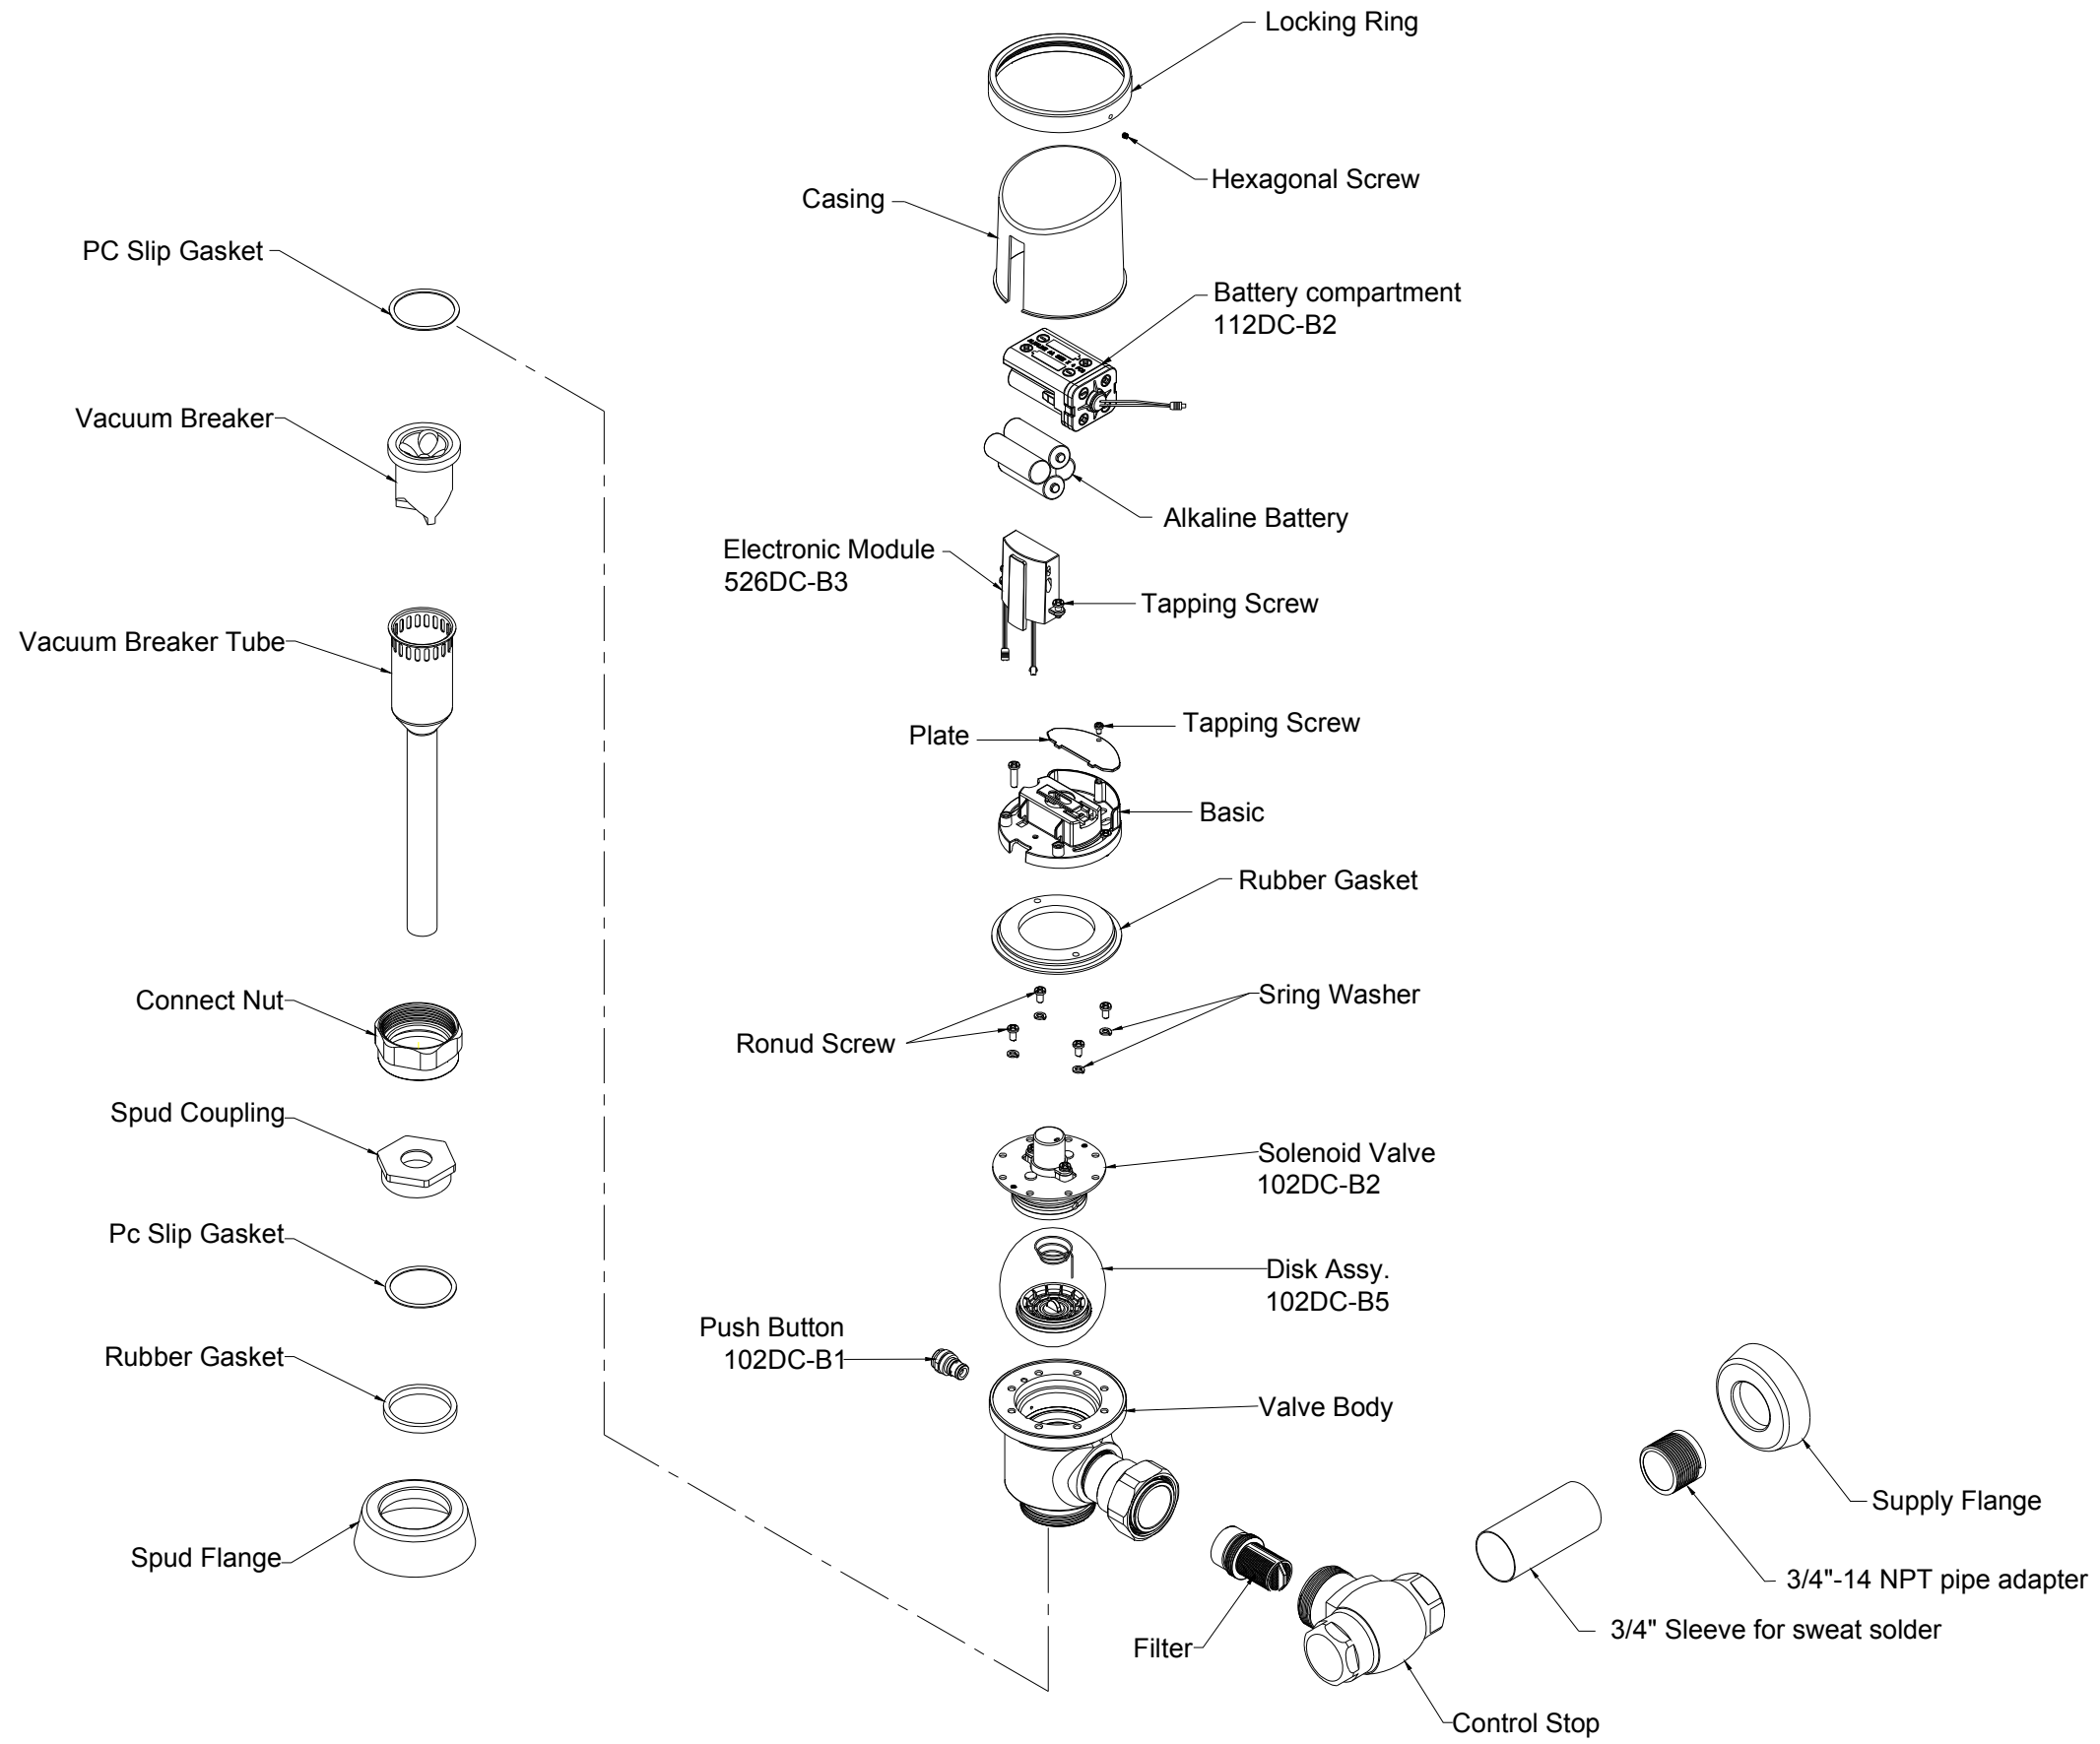 Locking Ring
Hexagonal Screw
Casing
PC Slip Gasket
Battery compartment
112DC-B2
Vacuum Breaker
Alkaline Battery
Electronic Module
526DC-B3
Tapping Screw
Vacuum Breaker Tube
Tapping Screw
Plate
Basic
Rubber Gasket
Connect Nut
Sring Washer
Ronud Screw
Spud Coupling
Solenoid Valve
102DC-B2
Pc Slip Gasket
Disk Assy.
102DC-B5
Push Button
102DC-B1
Rubber Gasket
Valve Body
Supply Flange
Spud Flange
3/4"-14 NPT pipe adapter
3/4" Sleeve for sweat solder
Filter
Control Stop